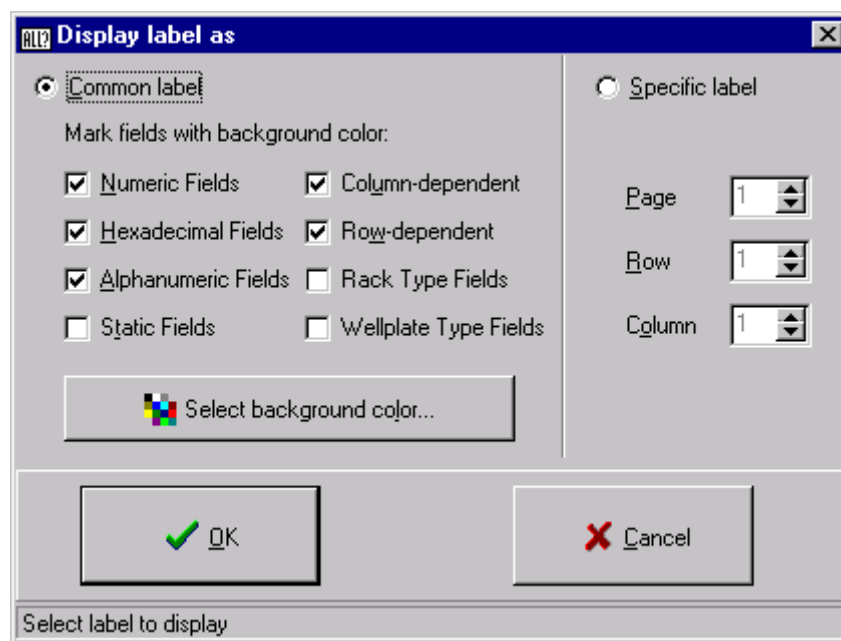 ALL? Display label as
Common label
Mark fields with background color:
Numeric Fields
Column-dependent
Hexadecimal Fields
Row-dependent
Alphanumeric Fields
Rack Type Fields
Static Fields
Wellplate Type Fields
Select background color...
Specific label
Page 1
Row 1
Column 1
OK
Cancel
Select label to display